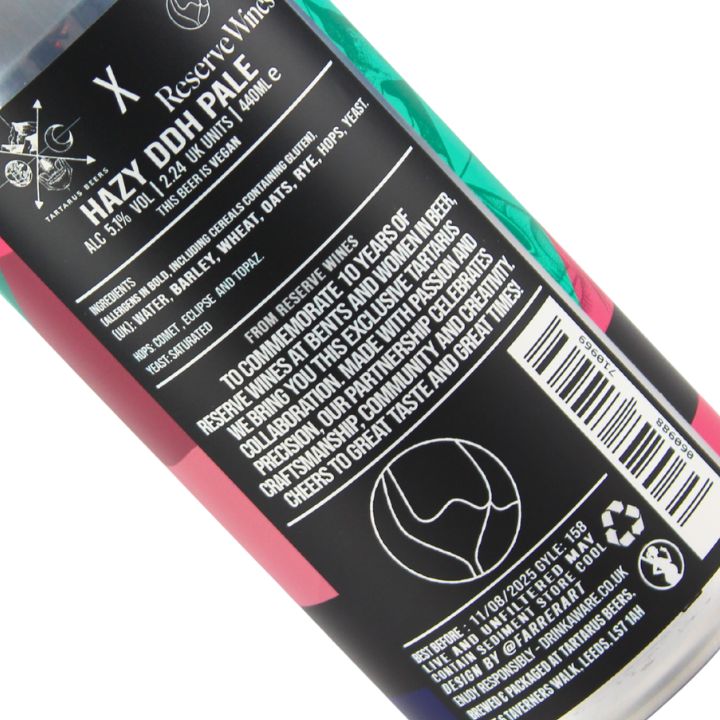 X
Reserve Wines
TARTARUS BEERS
HAZY DDH PALE
ALC 5.1% VOL | 2.24 UK UNITS | 440ML e
THIS BEER IS VEGAN
INGREDIENTS
(ALLERGENS IN BOLD, INCLUDING CEREALS CONTAINING GLUTEN).
(UK): WATER, BARLEY, WHEAT, OATS, RYE, HOPS, YEAST.
HOPS: COMET, ECLIPSE AND TOPAZ.
YEAST: SATURATED
FROM RESERVE WINES
TO COMMEMORATE 10 YEARS OF
RESERVE WINES AT BENTS AND WOMEN IN BEER,
WE BRING YOU THIS EXCLUSIVE TARTARUS
COLLABORATION. MADE WITH PASSION AND
PRECISION. OUR PARTNERSHIP CELEBRATES
CRAFTSMANSHIP, COMMUNITY AND CREATIVITY.
CHEERS TO GREAT TASTE AND GREAT TIMES!
060988 710969
BEST BEFORE : 11/08/2025 GYLE: 158
LIVE AND UNFILTERED MAY
CONTAIN SEDIMENT STORE COOL
DESIGN BY @FARRERART
ENJOY RESPONSIBLY - DRINKAWARE.CO.UK
BREWED & PACKAGED AT TARTARUS BEERS,
TAVERNERS WALK, LEEDS, LS7 1AH